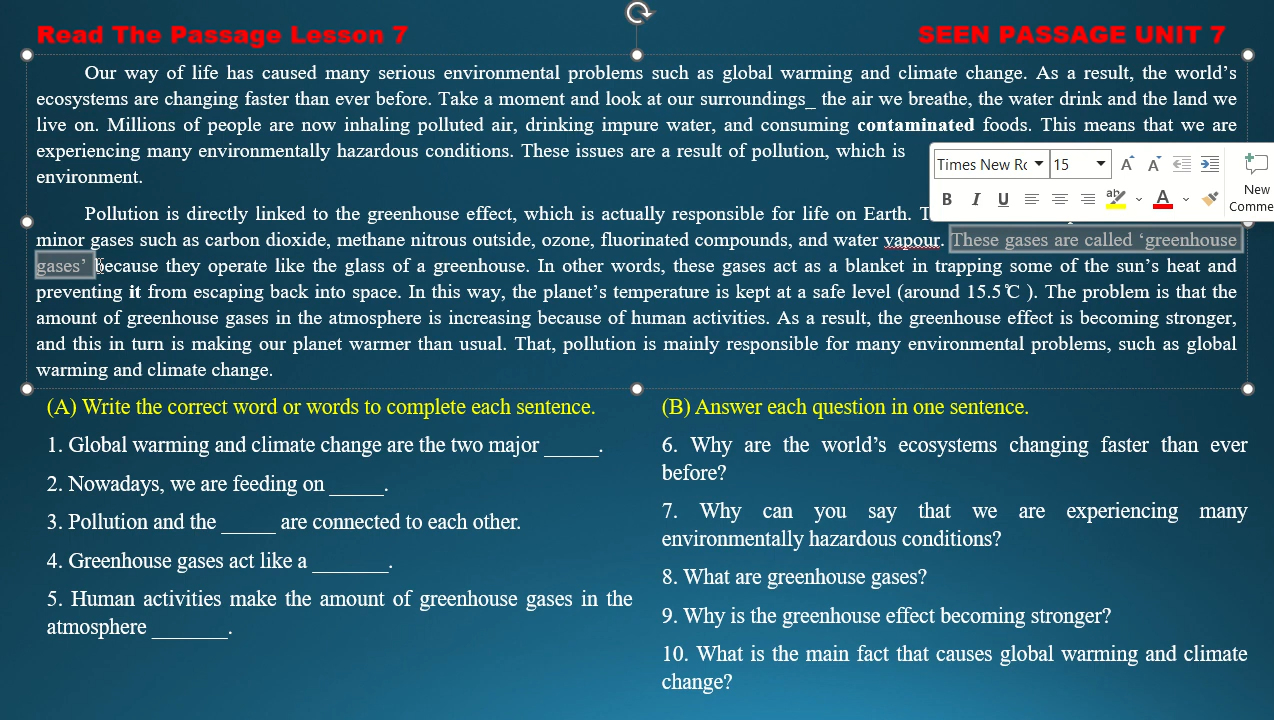 Read The Passage Lesson 7
SEEN PASSAGE UNIT 7
Our way of life has caused many serious environmental problems such as global warming and climate change. As a result, the world's
ecosystems are changing faster than ever before. Take a moment and look at our surroundings_ the air we breathe, the water drink and the land we
live on. Millions of people are now inhaling polluted air, drinking impure water, and consuming contaminated foods. This means that we are
experiencing many environmentally hazardous conditions. These issues are a result of pollution, which is
environment.
Pollution is directly linked to the greenhouse effect, which is actually responsible for life on Earth.
minor gases such as carbon dioxide, methane nitrous outside, ozone, fluorinated compounds, and water vapour. These gases are called 'greenhouse
gases' because they operate like the glass of a greenhouse. In other words, these gases act as a blanket in trapping some of the sun's heat and
preventing it from escaping back into space. In this way, the planet's temperature is kept at a safe level (around 15.5℃ ). The problem is that the
amount of greenhouse gases in the atmosphere is increasing because of human activities. As a result, the greenhouse effect is becoming stronger,
and this in turn is making our planet warmer than usual. That, pollution is mainly responsible for many environmental problems, such as global
warming and climate change.
Times New Ro 15
B I U ab A
New
Comme
(A) Write the correct word or words to complete each sentence.
1. Global warming and climate change are the two major _____.
2. Nowadays, we are feeding on _____.
3. Pollution and the _____ are connected to each other.
4. Greenhouse gases act like a _______.
5. Human activities make the amount of greenhouse gases in the
atmosphere _______.
(B) Answer each question in one sentence.
6. Why are the world's ecosystems changing faster than ever
before?
7. Why can you say that we are experiencing many
environmentally hazardous conditions?
8. What are greenhouse gases?
9. Why is the greenhouse effect becoming stronger?
10. What is the main fact that causes global warming and climate
change?